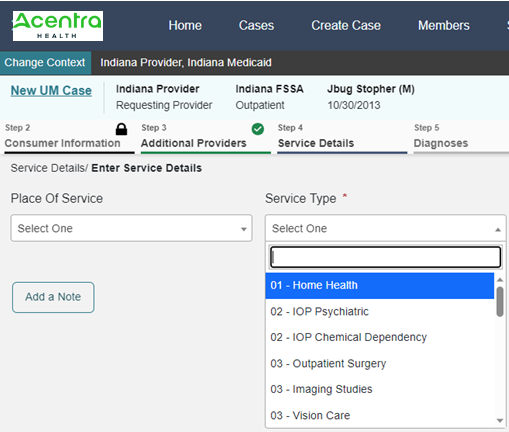 Acentra
HEALTH
Home Cases Create Case Members S
Change Context Indiana Provider, Indiana Medicaid
New UM Case Indiana Provider Indiana FSSA Jbug Stopher (M)
Requesting Provider Outpatient 10/30/2013
Step 2 Step 3 Step 4 Step 5
Consumer Information Additional Providers Service Details Diagnoses
Service Details/ Enter Service Details
Place Of Service Service Type *
Select One Select One
01 - Home Health
Add a Note
02 - IOP Psychiatric
02 - IOP Chemical Dependency
03 - Outpatient Surgery
03 - Imaging Studies
03 - Vision Care